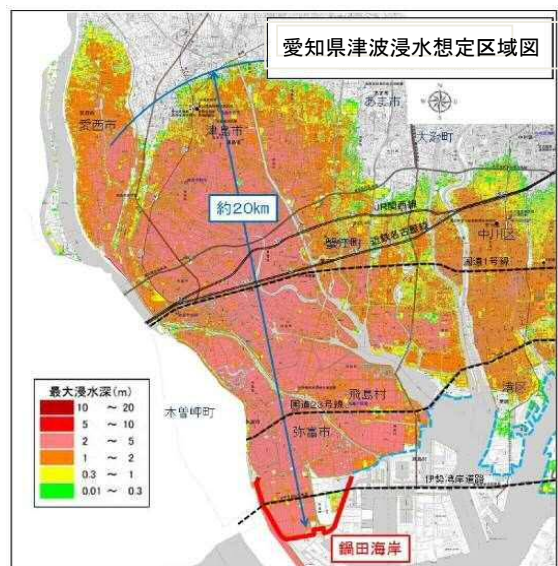 愛知県津波浸水想定区域図
あま市
大治町
愛西市
津島市
約20km
JR関西線
近鉄名古屋線
蟹江町
中川区
国道1号線
最大浸水深(m)
10 ～ 20
5 ～ 10
2 ～ 5
1 ～ 2
0.3 ～ 1
0.01 ～ 0.3
木曽岬町
飛島村
港区
国道23号線
弥富市
伊勢湾岸道路
鍋田海岸